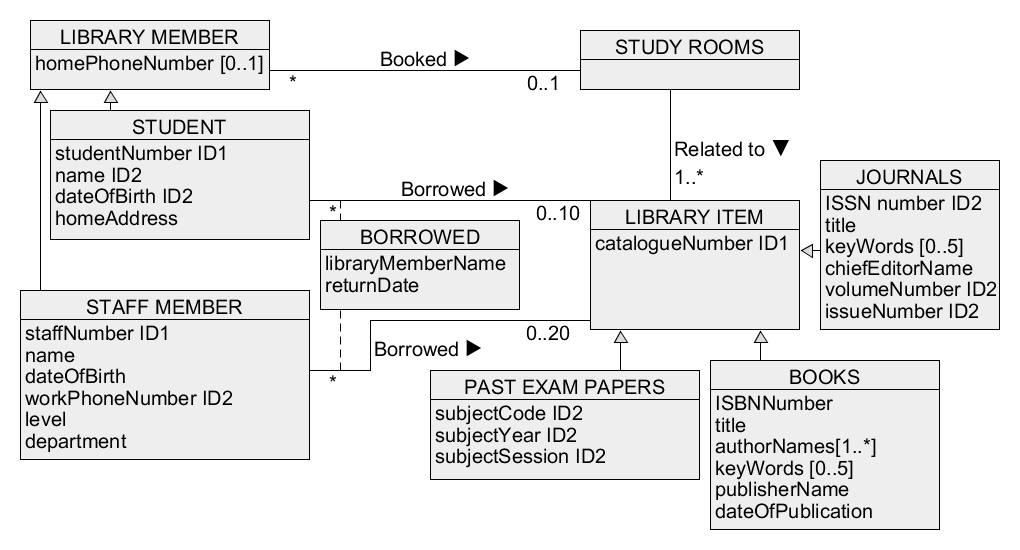 LIBRARY MEMBER
homePhoneNumber [0..1]
Booked ▶
*
0..1
STUDY ROOMS
STUDENT
studentNumber ID1
name ID2
dateOfBirth ID2
homeAddress
Related to ▼
1..*
Borrowed ▶
*
0..10
BORROWED
libraryMemberName
returnDate
LIBRARY ITEM
catalogueNumber ID1
JOURNALS
ISSN number ID2
title
keyWords [0..5]
chiefEditorName
volumeNumber ID2
issueNumber ID2
STAFF MEMBER
staffNumber ID1
name
dateOfBirth
workPhoneNumber ID2
level
department
0..20
Borrowed ▶
*
PAST EXAM PAPERS
subjectCode ID2
subjectYear ID2
subjectSession ID2
BOOKS
ISBNNumber
title
authorNames[1..*]
keyWords [0..5]
publisherName
dateOfPublication